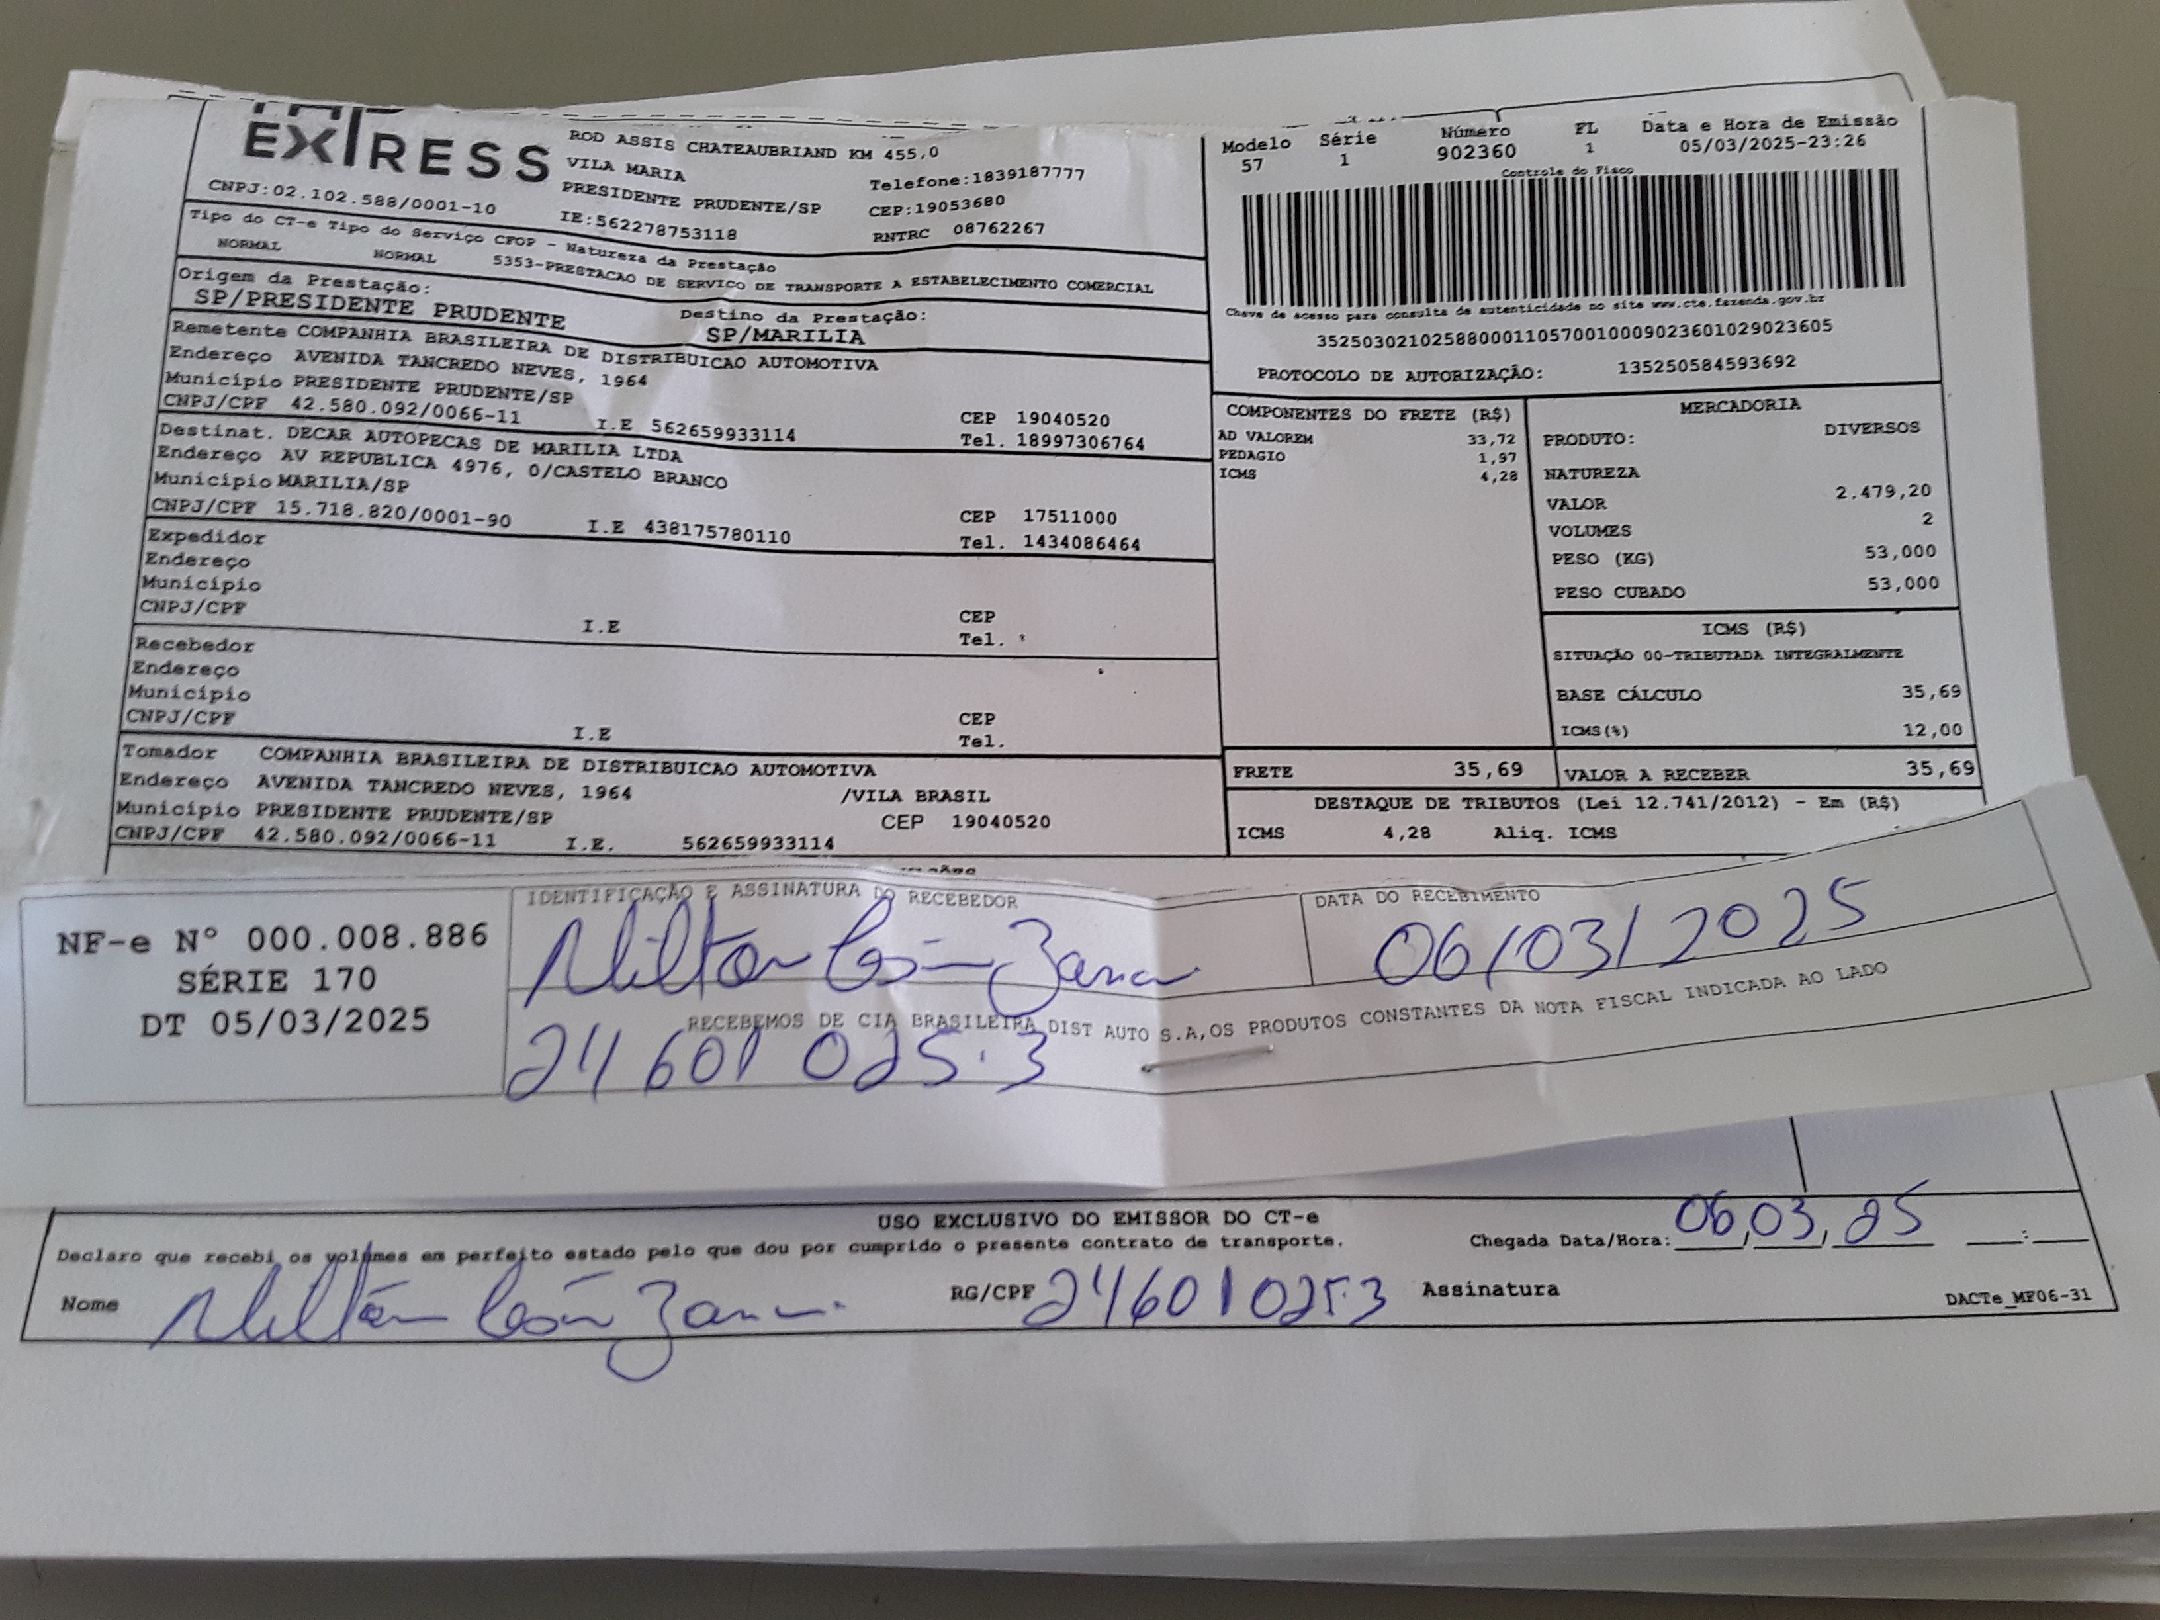 EXPRESS
ROD ASSIS CHATEAUBRIAND KM 455,0
VILA MARIA
Telefone:1839187777
PRESIDENTE PRUDENTE/SP
CEP:19053680
CNPJ:02.102.588/0001-10
IE:562278753118
RNTRC 08762267
Modelo Série Número FL Data e Hora de Emissão
57 1 902360 1 05/03/2025-23:26
Controle do Fisco
Tipo do CT-e Tipo do Serviço CFOP - Natureza da Prestação
NORMAL NORMAL 5353-PRESTACAO DE SERVICO DE TRANSPORTE A ESTABELECIMENTO COMERCIAL
Origem da Prestação: Destino da Prestação:
SP/PRESIDENTE PRUDENTE SP/MARILIA
Chave de acesso para consulta de autenticidade no site www.cte.fazenda.gov.br
35250302102588000110570010009023601029023605
PROTOCOLO DE AUTORIZAÇÃO: 135250584593692
Remetente COMPANHIA BRASILEIRA DE DISTRIBUICAO AUTOMOTIVA
Endereço AVENIDA TANCREDO NEVES, 1964
Município PRESIDENTE PRUDENTE/SP CEP 19040520
CNPJ/CPF 42.580.092/0066-11 I.E 562659933114 Tel. 18997306764
Destinat. DECAR AUTOPECAS DE MARILIA LTDA
Endereço AV REPUBLICA 4976, 0/CASTELO BRANCO
Município MARILIA/SP CEP 17511000
CNPJ/CPF 15.718.820/0001-90 I.E 438175780110 Tel. 1434086464
Expedidor
Endereço
Município CEP
CNPJ/CPF I.E Tel.
Recebedor
Endereço
Município CEP
CNPJ/CPF I.E Tel.
Tomador COMPANHIA BRASILEIRA DE DISTRIBUICAO AUTOMOTIVA
Endereço AVENIDA TANCREDO NEVES, 1964 /VILA BRASIL
Município PRESIDENTE PRUDENTE/SP CEP 19040520
CNPJ/CPF 42.580.092/0066-11 I.E. 562659933114
COMPONENTES DO FRETE (R$)
AD VALOREM 33,72
PEDAGIO 1,97
ICMS 4,28
MERCADORIA
PRODUTO: DIVERSOS
NATUREZA
VALOR 2.479,20
VOLUMES 2
PESO (KG) 53,000
PESO CUBADO 53,000
ICMS (R$)
SITUAÇÃO 00-TRIBUTADA INTEGRALMENTE
BASE CÁLCULO 35,69
ICMS(%) 12,00
FRETE 35,69 VALOR A RECEBER 35,69
DESTAQUE DE TRIBUTOS (Lei 12.741/2012) - Em (R$)
ICMS 4,28 Aliq. ICMS
NF-e Nº 000.008.886
SÉRIE 170
DT 05/03/2025
IDENTIFICAÇÃO E ASSINATURA DO RECEBEDOR
Milton
DATA DO RECEBIMENTO
06/03/2025
RECEBEMOS DE CIA BRASILEIRA DIST AUTO S.A,OS PRODUTOS CONSTANTES DA NOTA FISCAL INDICADA AO LADO
24601025.3
USO EXCLUSIVO DO EMISSOR DO CT-e
Declaro que recebi os volumes em perfeito estado pelo que dou por cumprido o presente contrato de transporte.
Chegada Data/Hora: 06,03,25 __:__
Nome Milton RG/CPF 24601025.3 Assinatura
DACTe_MF06-31